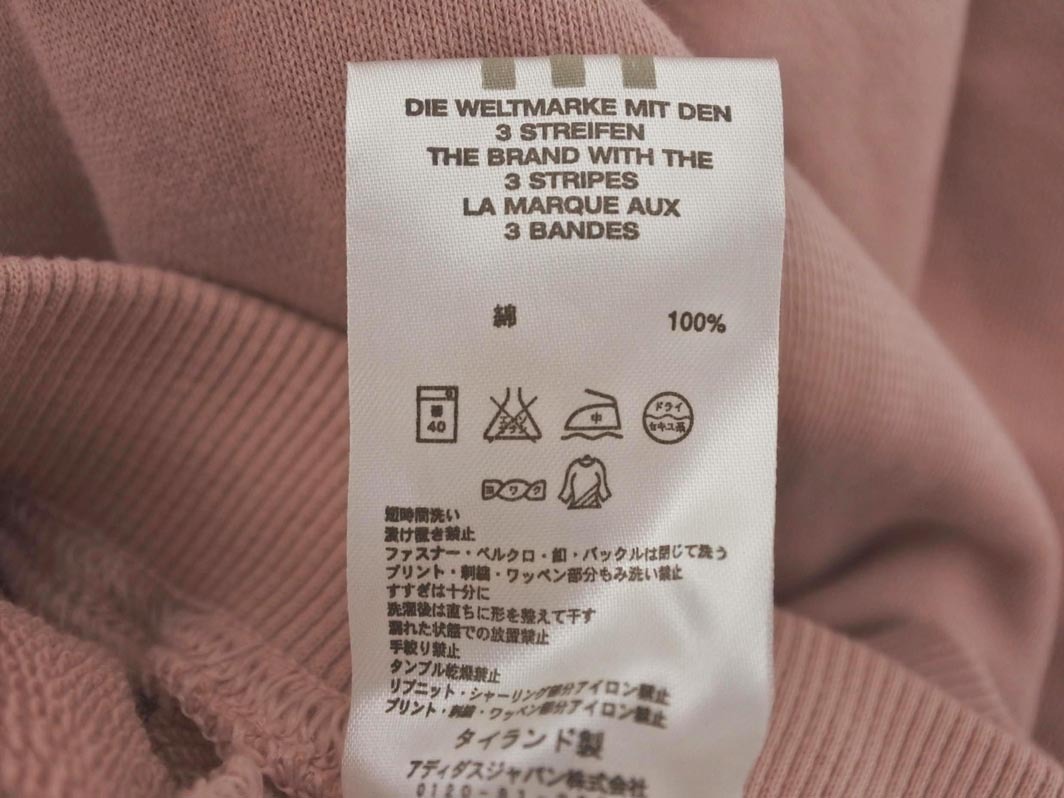 DIE WELTMARKE MIT DEN
3 STREIFEN
THE BRAND WITH THE
3 STRIPES
LA MARQUE AUX
3 BANDES
綿 100%
40 エンソサラシ 中 ドライ セキユ系
ヨワク
短時間洗い
漬け置き禁止
ファスナー・ベルクロ・釦・バックルは閉じて洗う
プリント・刺繍・ワッペン部分もみ洗い禁止
すすぎは十分に
洗濯後は直ちに形を整えて干す
濡れた状態での放置禁止
手絞り禁止
タンブル乾燥禁止
リブニット・シャーリング部分アイロン禁止
プリント・刺繍・ワッペン部分アイロン禁止
タイランド製
アディダスジャパン株式会社